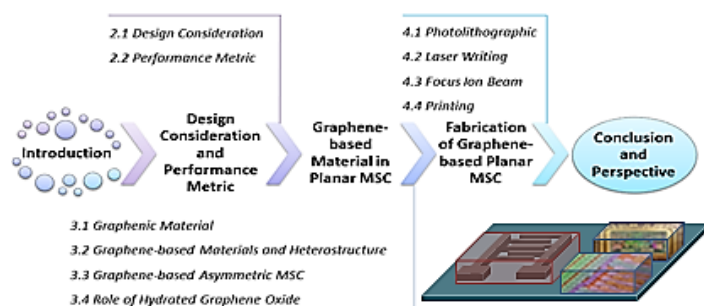 2.1 Design Consideration
2.2 Performance Metric
4.1 Photolithographic
4.2 Laser Writing
4.3 Focus Ion Beam
4.4 Printing
Introduction
Design
Consideration
and
Performance
Metric
Graphene-
based
Material in
Planar MSC
Fabrication
of Graphene-
based Planar
MSC
Conclusion
and
Perspective
3.1 Graphenic Material
3.2 Graphene-based Materials and Heterostructure
3.3 Graphene-based Asymmetric MSC
3.4 Role of Hydrated Graphene Oxide